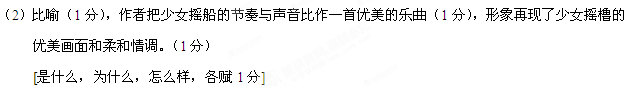 （2）比喻（1分），作者把少女摇船的节奏与声音比作一首优美的乐曲（1分），形象再现了少女摇橹的
优美画面和柔和情调。（1分）
[是什么，为什么，怎么样，各赋1分]